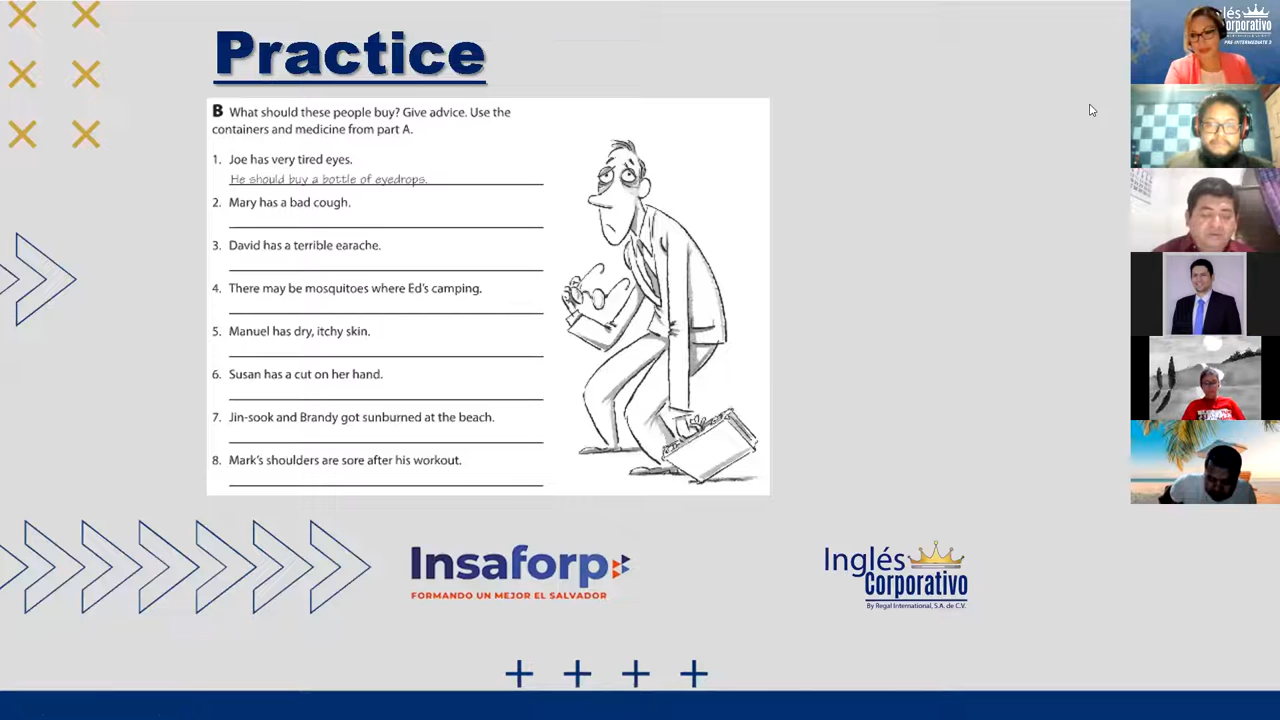 Practice
B What should these people buy? Give advice. Use the
containers and medicine from part A.
1. Joe has very tired eyes.
He should buy a bottle of eyedrops.
2. Mary has a bad cough.
3. David has a terrible earache.
4. There may be mosquitoes where Ed's camping.
5. Manuel has dry, itchy skin.
6. Susan has a cut on her hand.
7. Jin-sook and Brandy got sunburned at the beach.
8. Mark's shoulders are sore after his workout.
Insaforp
FORMANDO UN MEJOR EL SALVADOR
Inglés
Corporativo
By Regal International, S.A. de C.V.
PRE INTERMEDIATE 2